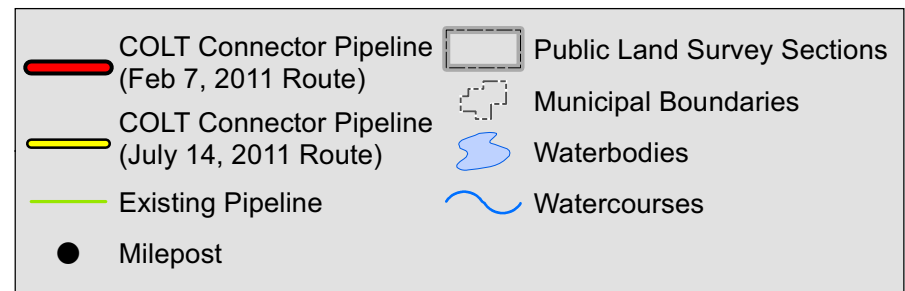 COLT Connector Pipeline
(Feb 7, 2011 Route)
COLT Connector Pipeline
(July 14, 2011 Route)
Existing Pipeline
Milepost
Public Land Survey Sections
Municipal Boundaries
Waterbodies
Watercourses